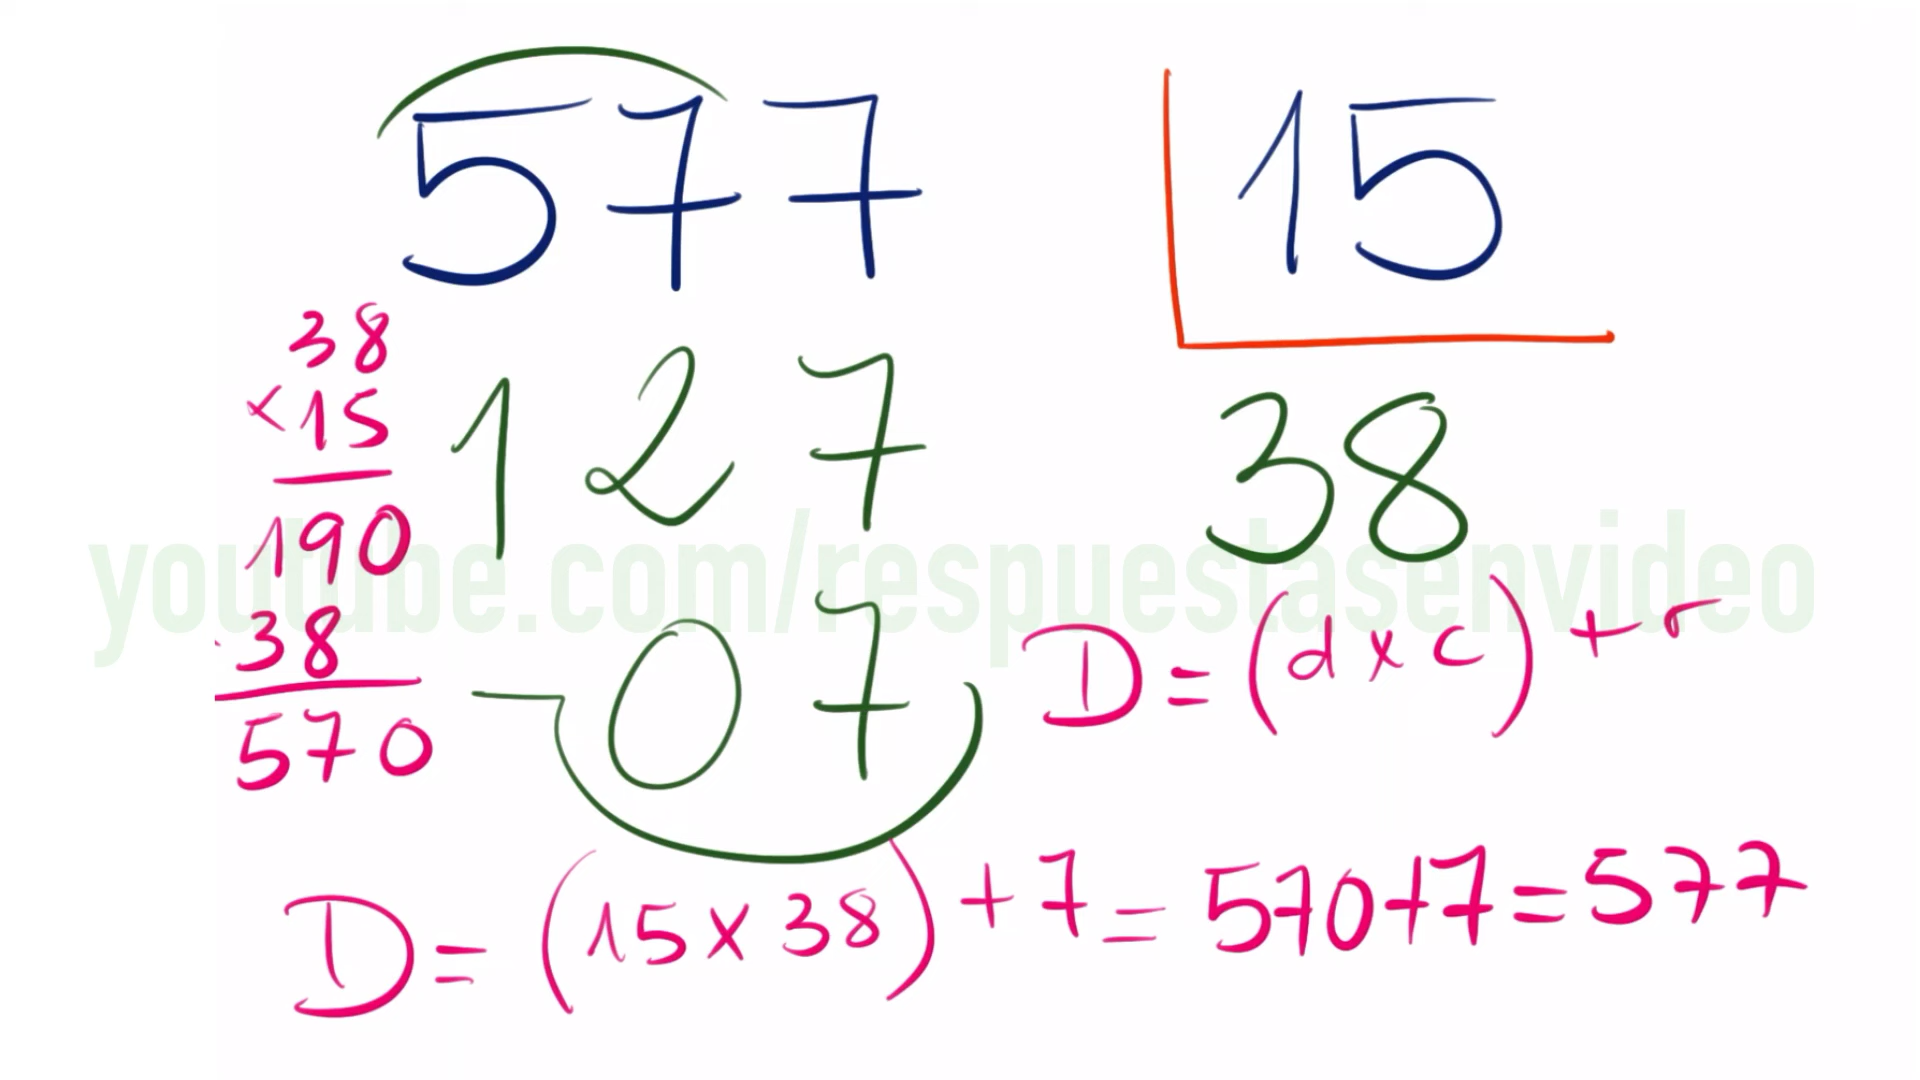 577 15
127 38
07
38
×15
190
38
570
D=(d×c)+r
D=(15×38)+7=570+7=577
youtube.com/respuestasenvideo